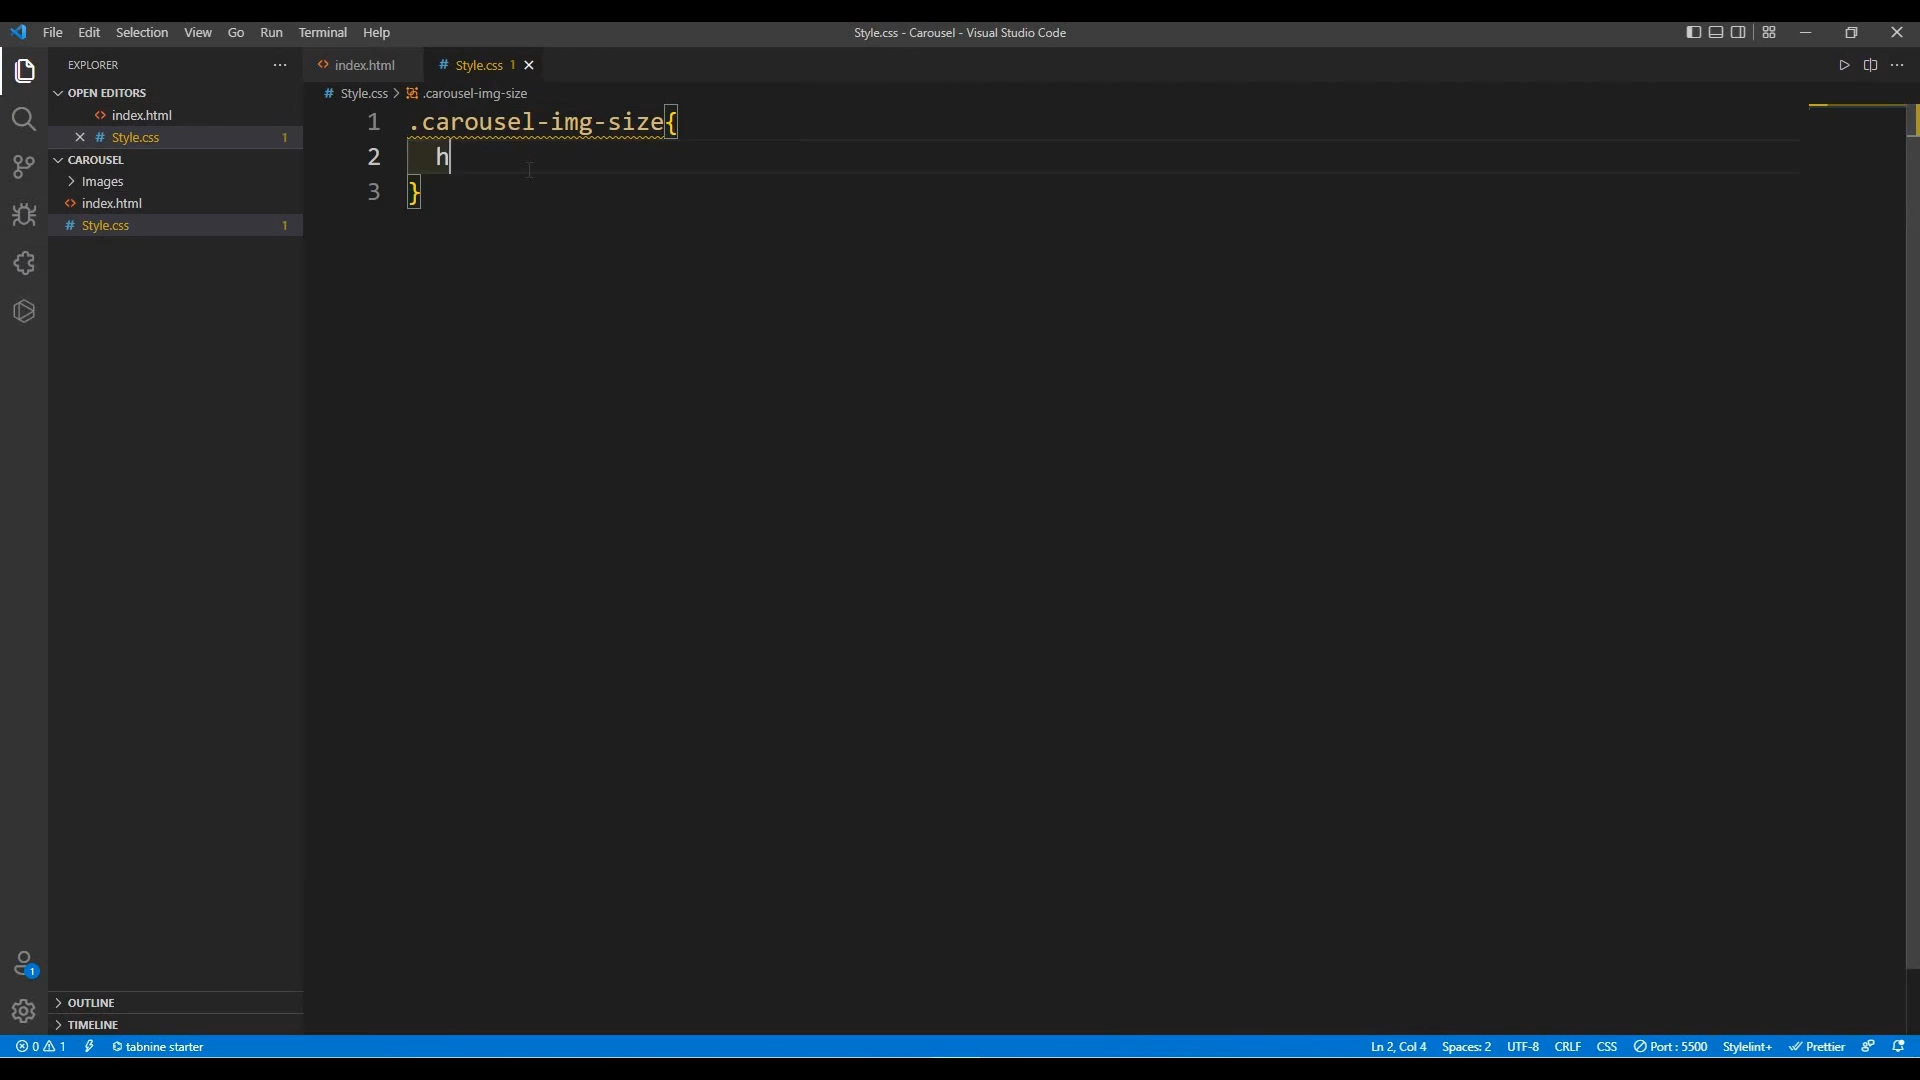 File Edit Selection View Go Run Terminal Help
Style.css - Carousel - Visual Studio Code
EXPLORER
index.html
# Style.css 1
OPEN EDITORS
index.html
# Style.css 1
CAROUSEL
Images
index.html
# Style.css 1
# Style.css > .carousel-img-size
1 .carousel-img-size{
2 h
3 }
1
OUTLINE
TIMELINE
0 1 tabnine starter
Ln 2, Col 4 Spaces: 2 UTF-8 CRLF CSS Port : 5500 Stylelint+ Prettier